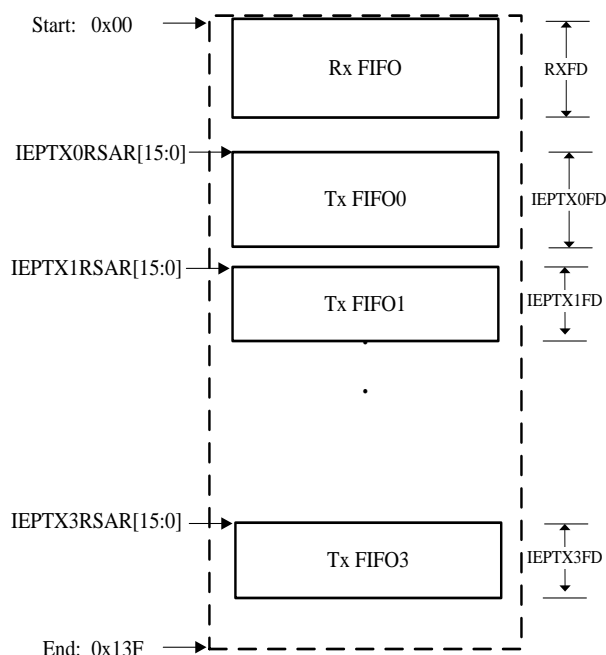 Start: 0x00
Rx FIFO
RXFD
IEPTX0RSAR[15:0]
Tx FIFO0
IEPTX0FD
IEPTX1RSAR[15:0]
Tx FIFO1
IEPTX1FD
IEPTX3RSAR[15:0]
Tx FIFO3
IEPTX3FD
End: 0x13F